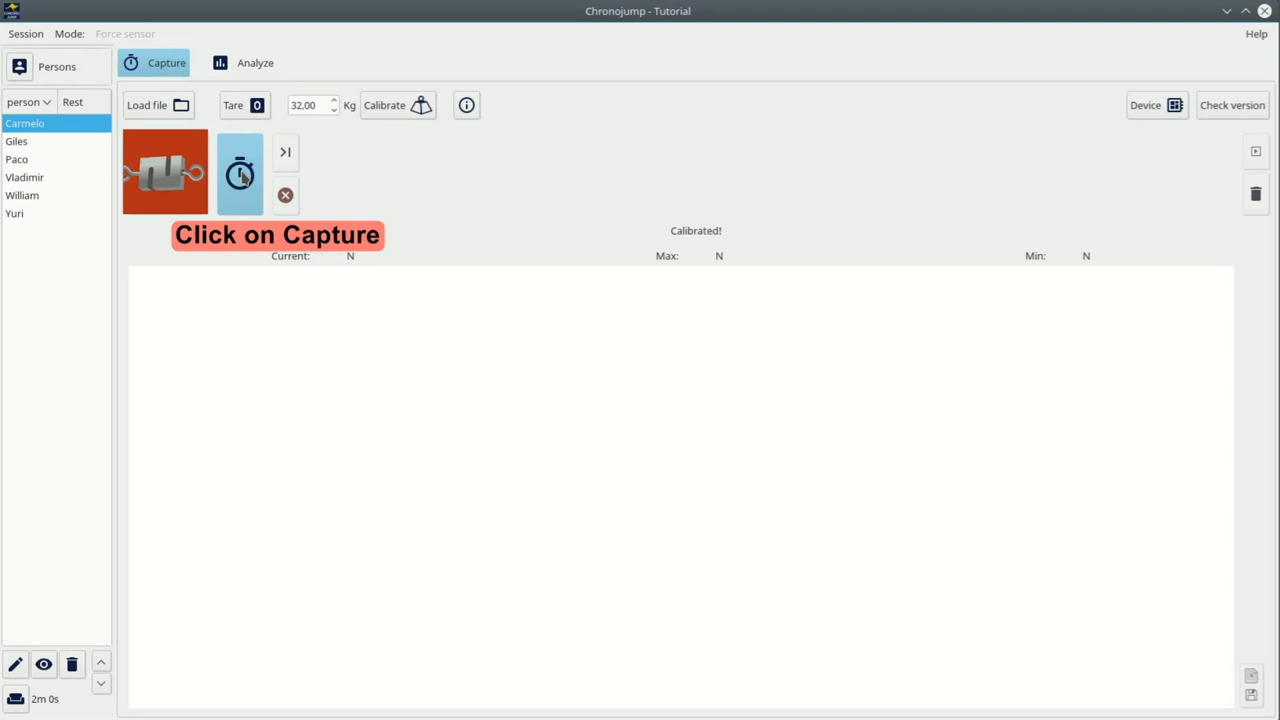 Chronojump - Tutorial
Session Mode: Force sensor Help
Persons
Capture Analyze
person Rest
Carmelo
Giles
Paco
Vladimir
William
Yuri
Load file Tare 0 32,00 Kg Calibrate Device Check version
Click on Capture
Calibrated!
Current: N Max: N Min: N
2m 0s